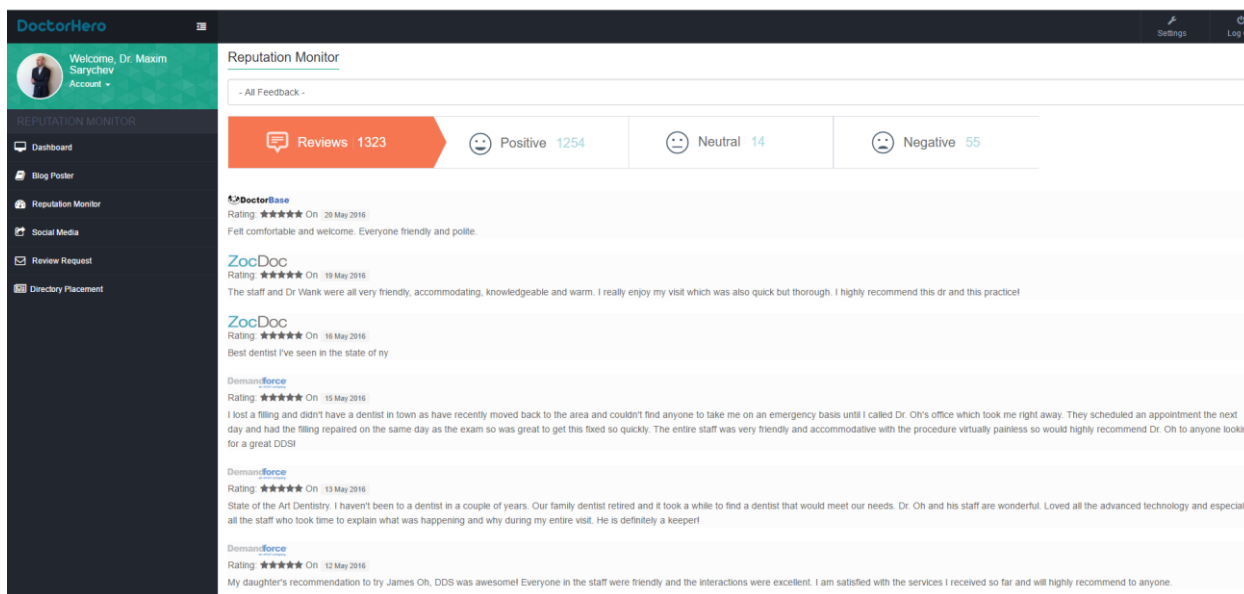 DoctorHero
Settings
Log
Welcome, Dr. Maxim
Sarychev
Account
REPUTATION MONITOR
Dashboard
Blog Poster
Reputation Monitor
Social Media
Review Request
Directory Placement
Reputation Monitor
- All Feedback -
Reviews 1323
Positive 1254
Neutral 14
Negative 55
DoctorBase
Rating: ★★★★★ On 20 May 2016
Felt comfortable and welcome. Everyone friendly and polite.
ZocDoc
Rating: ★★★★★ On 19 May 2016
The staff and Dr Wank were all very friendly, accommodating, knowledgeable and warm. I really enjoy my visit which was also quick but thorough. I highly recommend this dr and this practice!
ZocDoc
Rating: ★★★★★ On 16 May 2016
Best dentist I've seen in the state of ny
Demandforce
Rating: ★★★★★ On 15 May 2016
I lost a filling and didn't have a dentist in town as have recently moved back to the area and couldn't find anyone to take me on an emergency basis until I called Dr. Oh's office which took me right away. They scheduled an appointment the next
day and had the filling repaired on the same day as the exam so was great to get this fixed so quickly. The entire staff was very friendly and accommodative with the procedure virtually painless so would highly recommend Dr. Oh to anyone looki
for a great DDS!
Demandforce
Rating: ★★★★★ On 13 May 2016
State of the Art Dentistry. I haven't been to a dentist in a couple of years. Our family dentist retired and it took a while to find a dentist that would meet our needs. Dr. Oh and his staff are wonderful. Loved all the advanced technology and especial
all the staff who took time to explain what was happening and why during my entire visit. He is definitely a keeper!
Demandforce
Rating: ★★★★★ On 12 May 2016
My daughter's recommendation to try James Oh, DDS was awesome! Everyone in the staff were friendly and the interactions were excellent. I am satisfied with the services I received so far and will highly recommend to anyone.